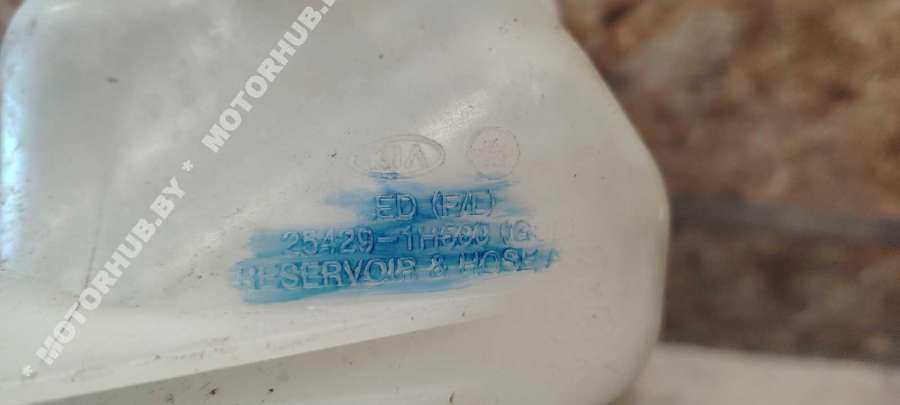 * MOTORHUB.BY * MOTORHUB.BY
KIA
ED (F/L)
RESERVOIR & HOSE